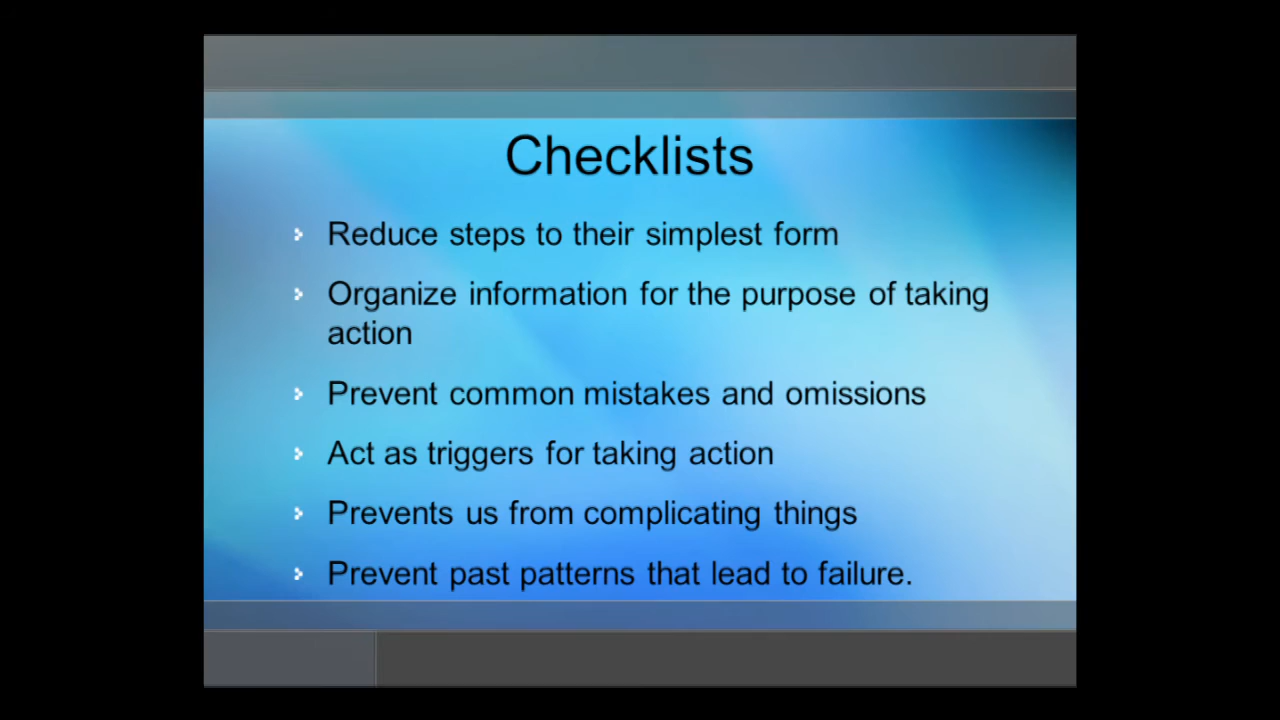 Checklists
Reduce steps to their simplest form
Organize information for the purpose of taking
action
Prevent common mistakes and omissions
Act as triggers for taking action
Prevents us from complicating things
Prevent past patterns that lead to failure.